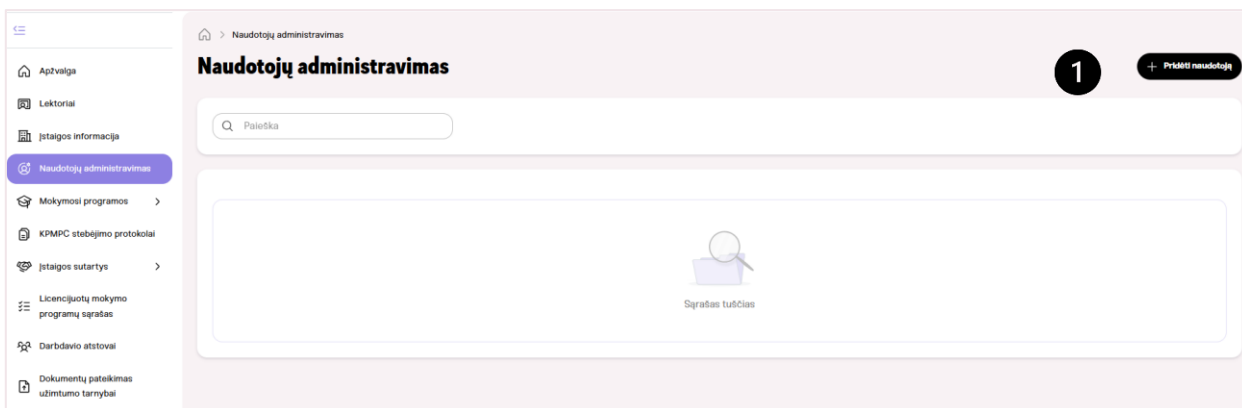 Naudotojų administravimas
Apžvalga
Lektoriai
Įstaigos informacija
Naudotojų administravimas
Mokymosi programos
KPMPC stebėjimo protokolai
Įstaigos sutartys
Licencijuotų mokymo
programų sąrašas
Darbdavio atstovai
Dokumentų pateikimas
užimtumo tarnybai
Naudotojų administravimas
1
+ Pridėti naudotoją
Paieška
Sąrašas tuščias